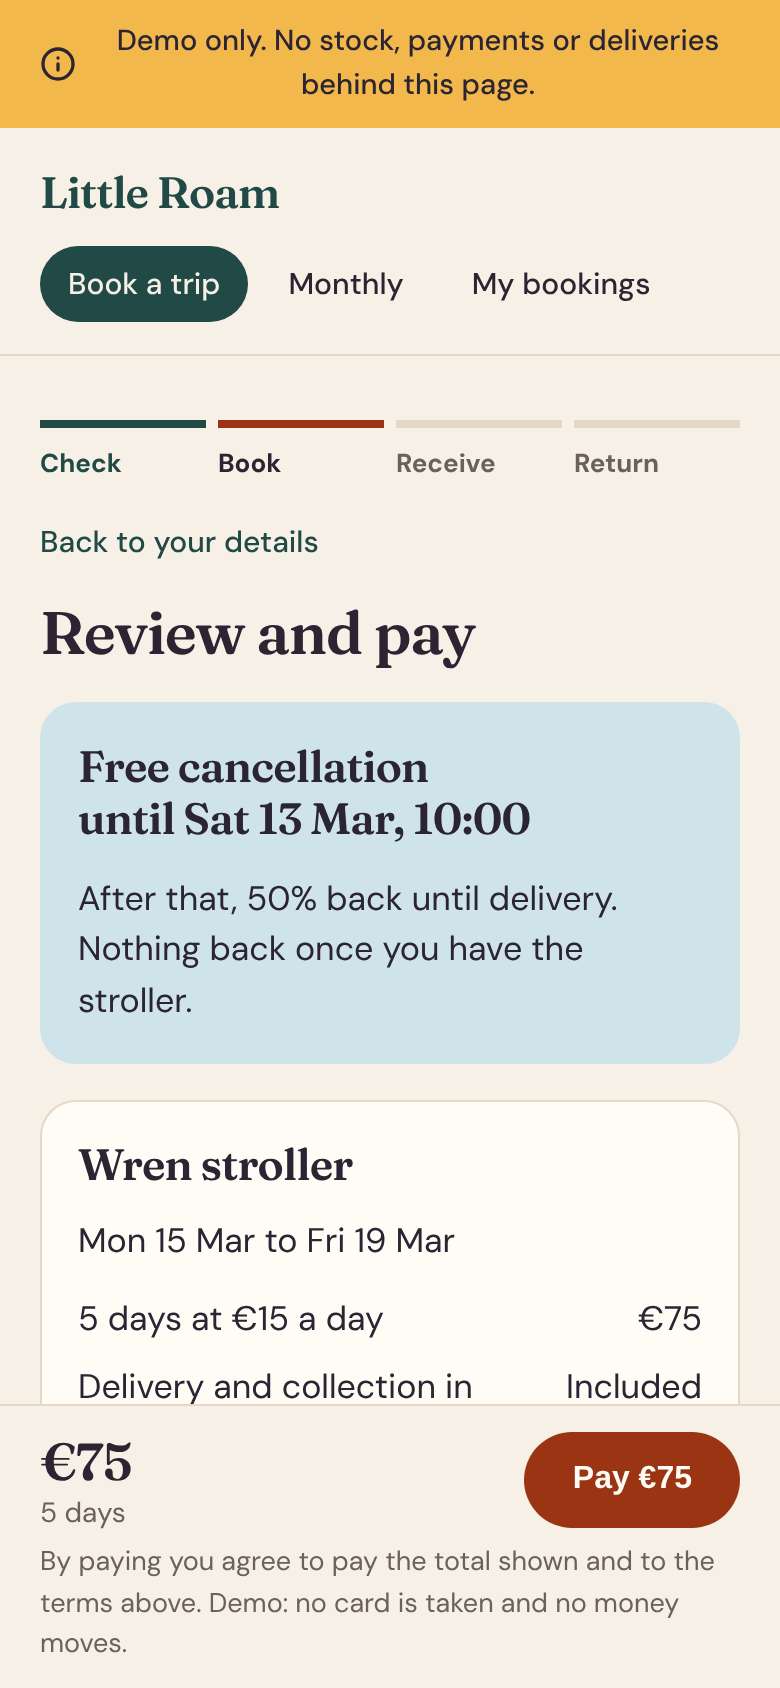 Demo only. No stock, payments or deliveries
behind this page.
Little Roam
Book a trip
Monthly
My bookings
Check
Book
Receive
Return
Back to your details
Review and pay
Free cancellation
until Sat 13 Mar, 10:00
After that, 50% back until delivery.
Nothing back once you have the
stroller.
Wren stroller
Mon 15 Mar to Fri 19 Mar
5 days at €15 a day €75
Delivery and collection in Included
€75
5 days
Pay €75
By paying you agree to pay the total shown and to the
terms above. Demo: no card is taken and no money
moves.